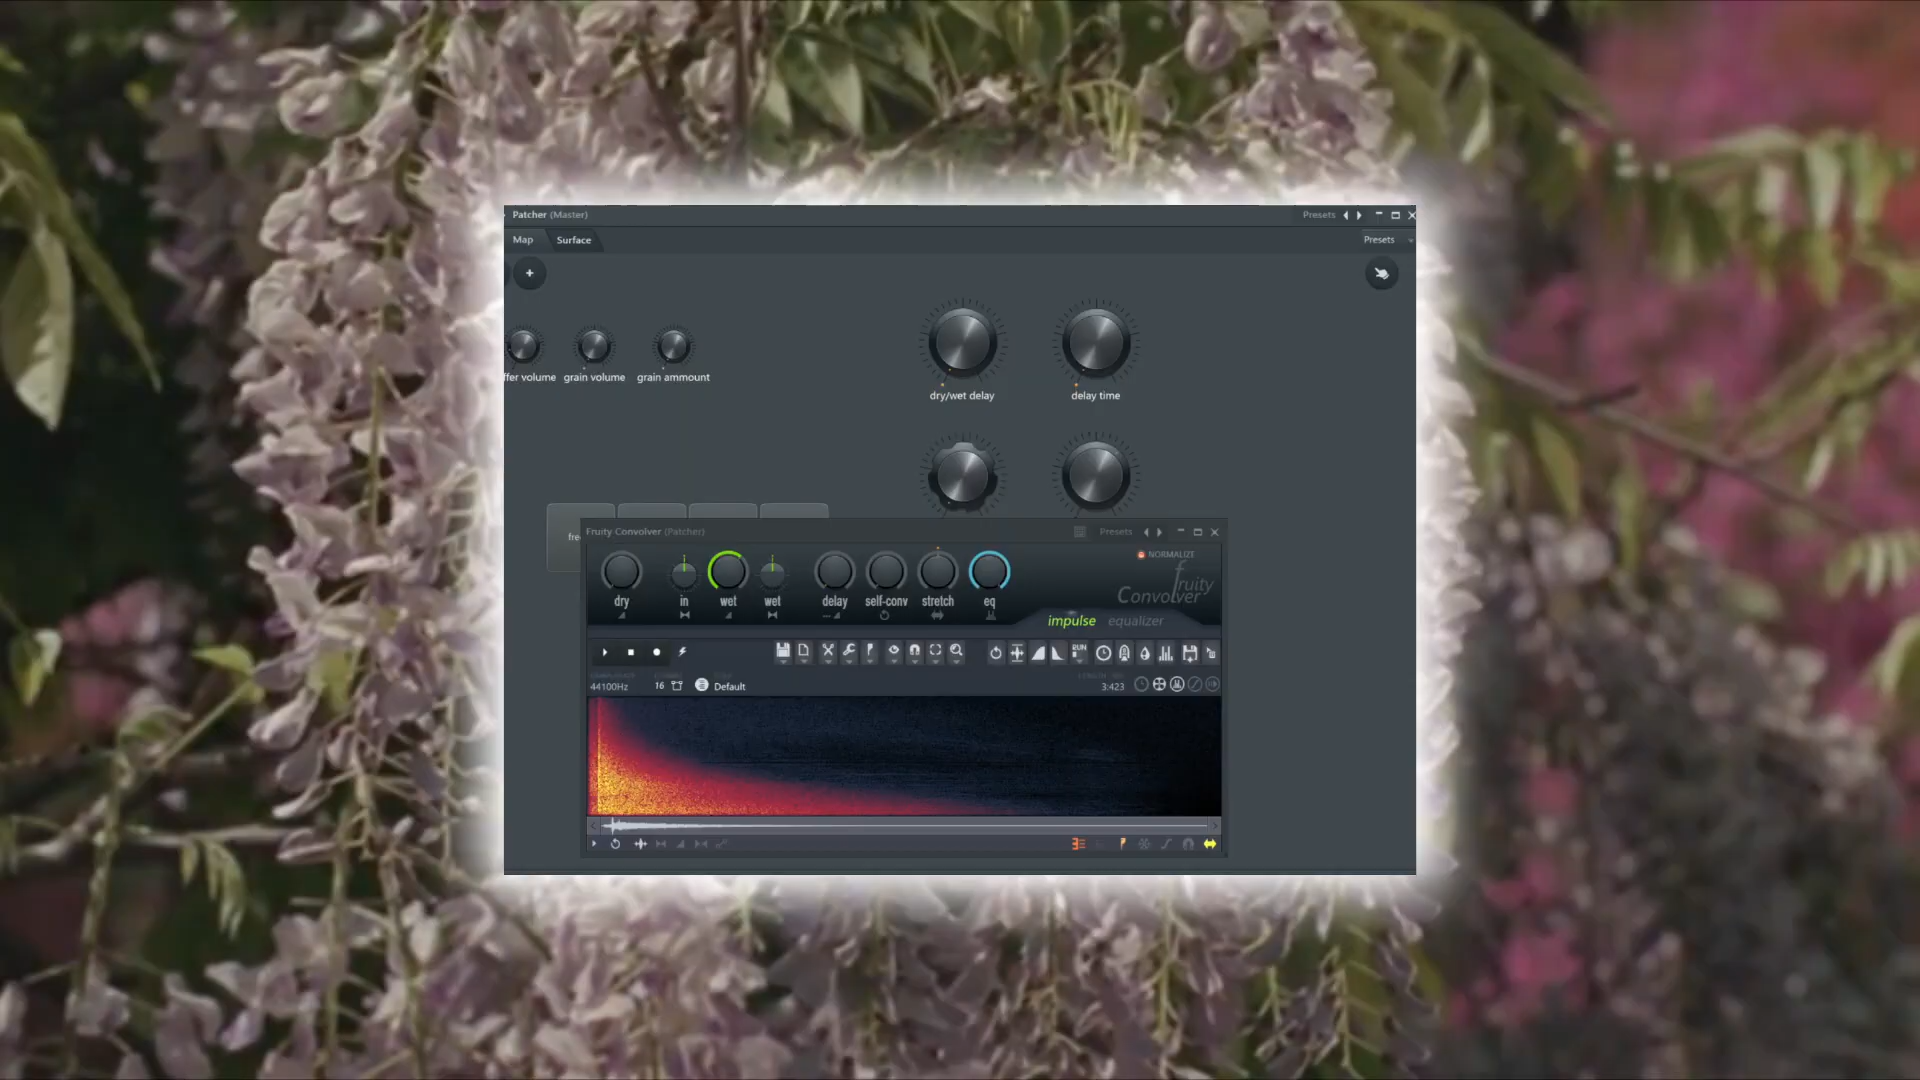 Patcher (Master)
Presets
Map
Surface
Presets
grain volume
grain ammount
dry/wet delay
delay time
Fruity Convolver (Patcher)
Presets
NORMALIZE
fruity
Convolver
dry
in
wet
wet
delay
self-conv
stretch
eq
impulse
equalizer
RUN
44100Hz
16
Default
3:423